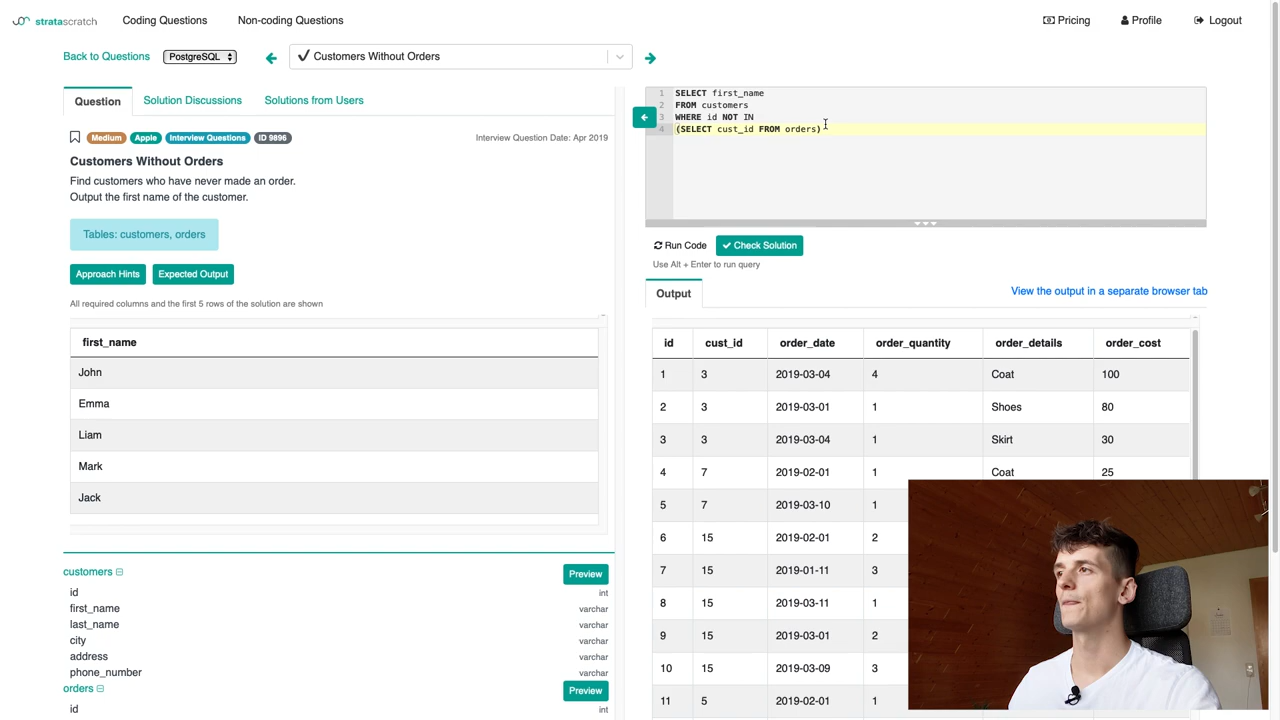 stratascratch
Coding Questions
Non-coding Questions
Pricing
Profile
Logout
Back to Questions
PostgreSQL
✔ Customers Without Orders
Question
Solution Discussions
Solutions from Users
Medium
Apple
Interview Questions
ID 9896
Interview Question Date: Apr 2019
Customers Without Orders
Find customers who have never made an order.
Output the first name of the customer.
Tables: customers, orders
Approach Hints
Expected Output
All required columns and the first 5 rows of the solution are shown
first_name
John
Emma
Liam
Mark
Jack
customers
Preview
id int
first_name varchar
last_name varchar
city varchar
address varchar
phone_number varchar
orders
Preview
id int
1 SELECT first_name
2 FROM customers
3 WHERE id NOT IN
4 (SELECT cust_id FROM orders)
Run Code
Check Solution
Use Alt + Enter to run query
Output
View the output in a separate browser tab
id cust_id order_date order_quantity order_details order_cost
1 3 2019-03-04 4 Coat 100
2 3 2019-03-01 1 Shoes 80
3 3 2019-03-04 1 Skirt 30
4 7 2019-02-01 1 Coat 25
5 7 2019-03-10 1
6 15 2019-02-01 2
7 15 2019-01-11 3
8 15 2019-03-11 1
9 15 2019-03-01 2
10 15 2019-03-09 3
11 5 2019-02-01 1